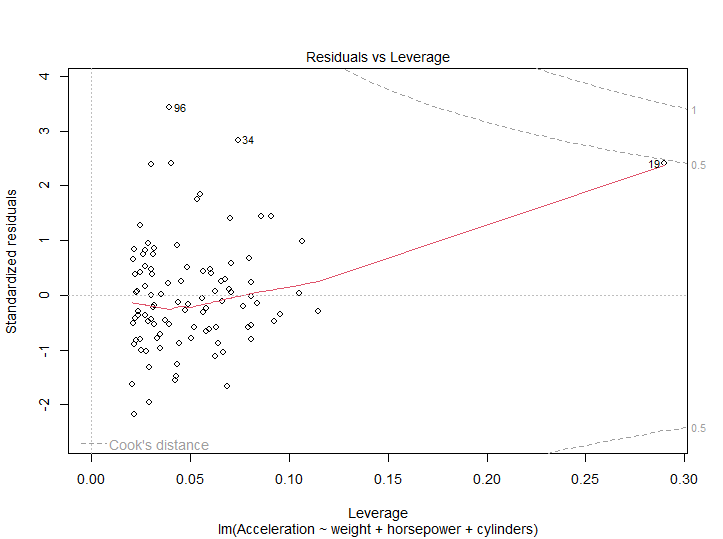 Residuals vs Leverage
Standardized residuals
4
3
2
1
0
-1
-2
96
34
19
1
0.5
0.5
Cook's distance
0.00 0.05 0.10 0.15 0.20 0.25 0.30
Leverage
lm(Acceleration ~ weight + horsepower + cylinders)